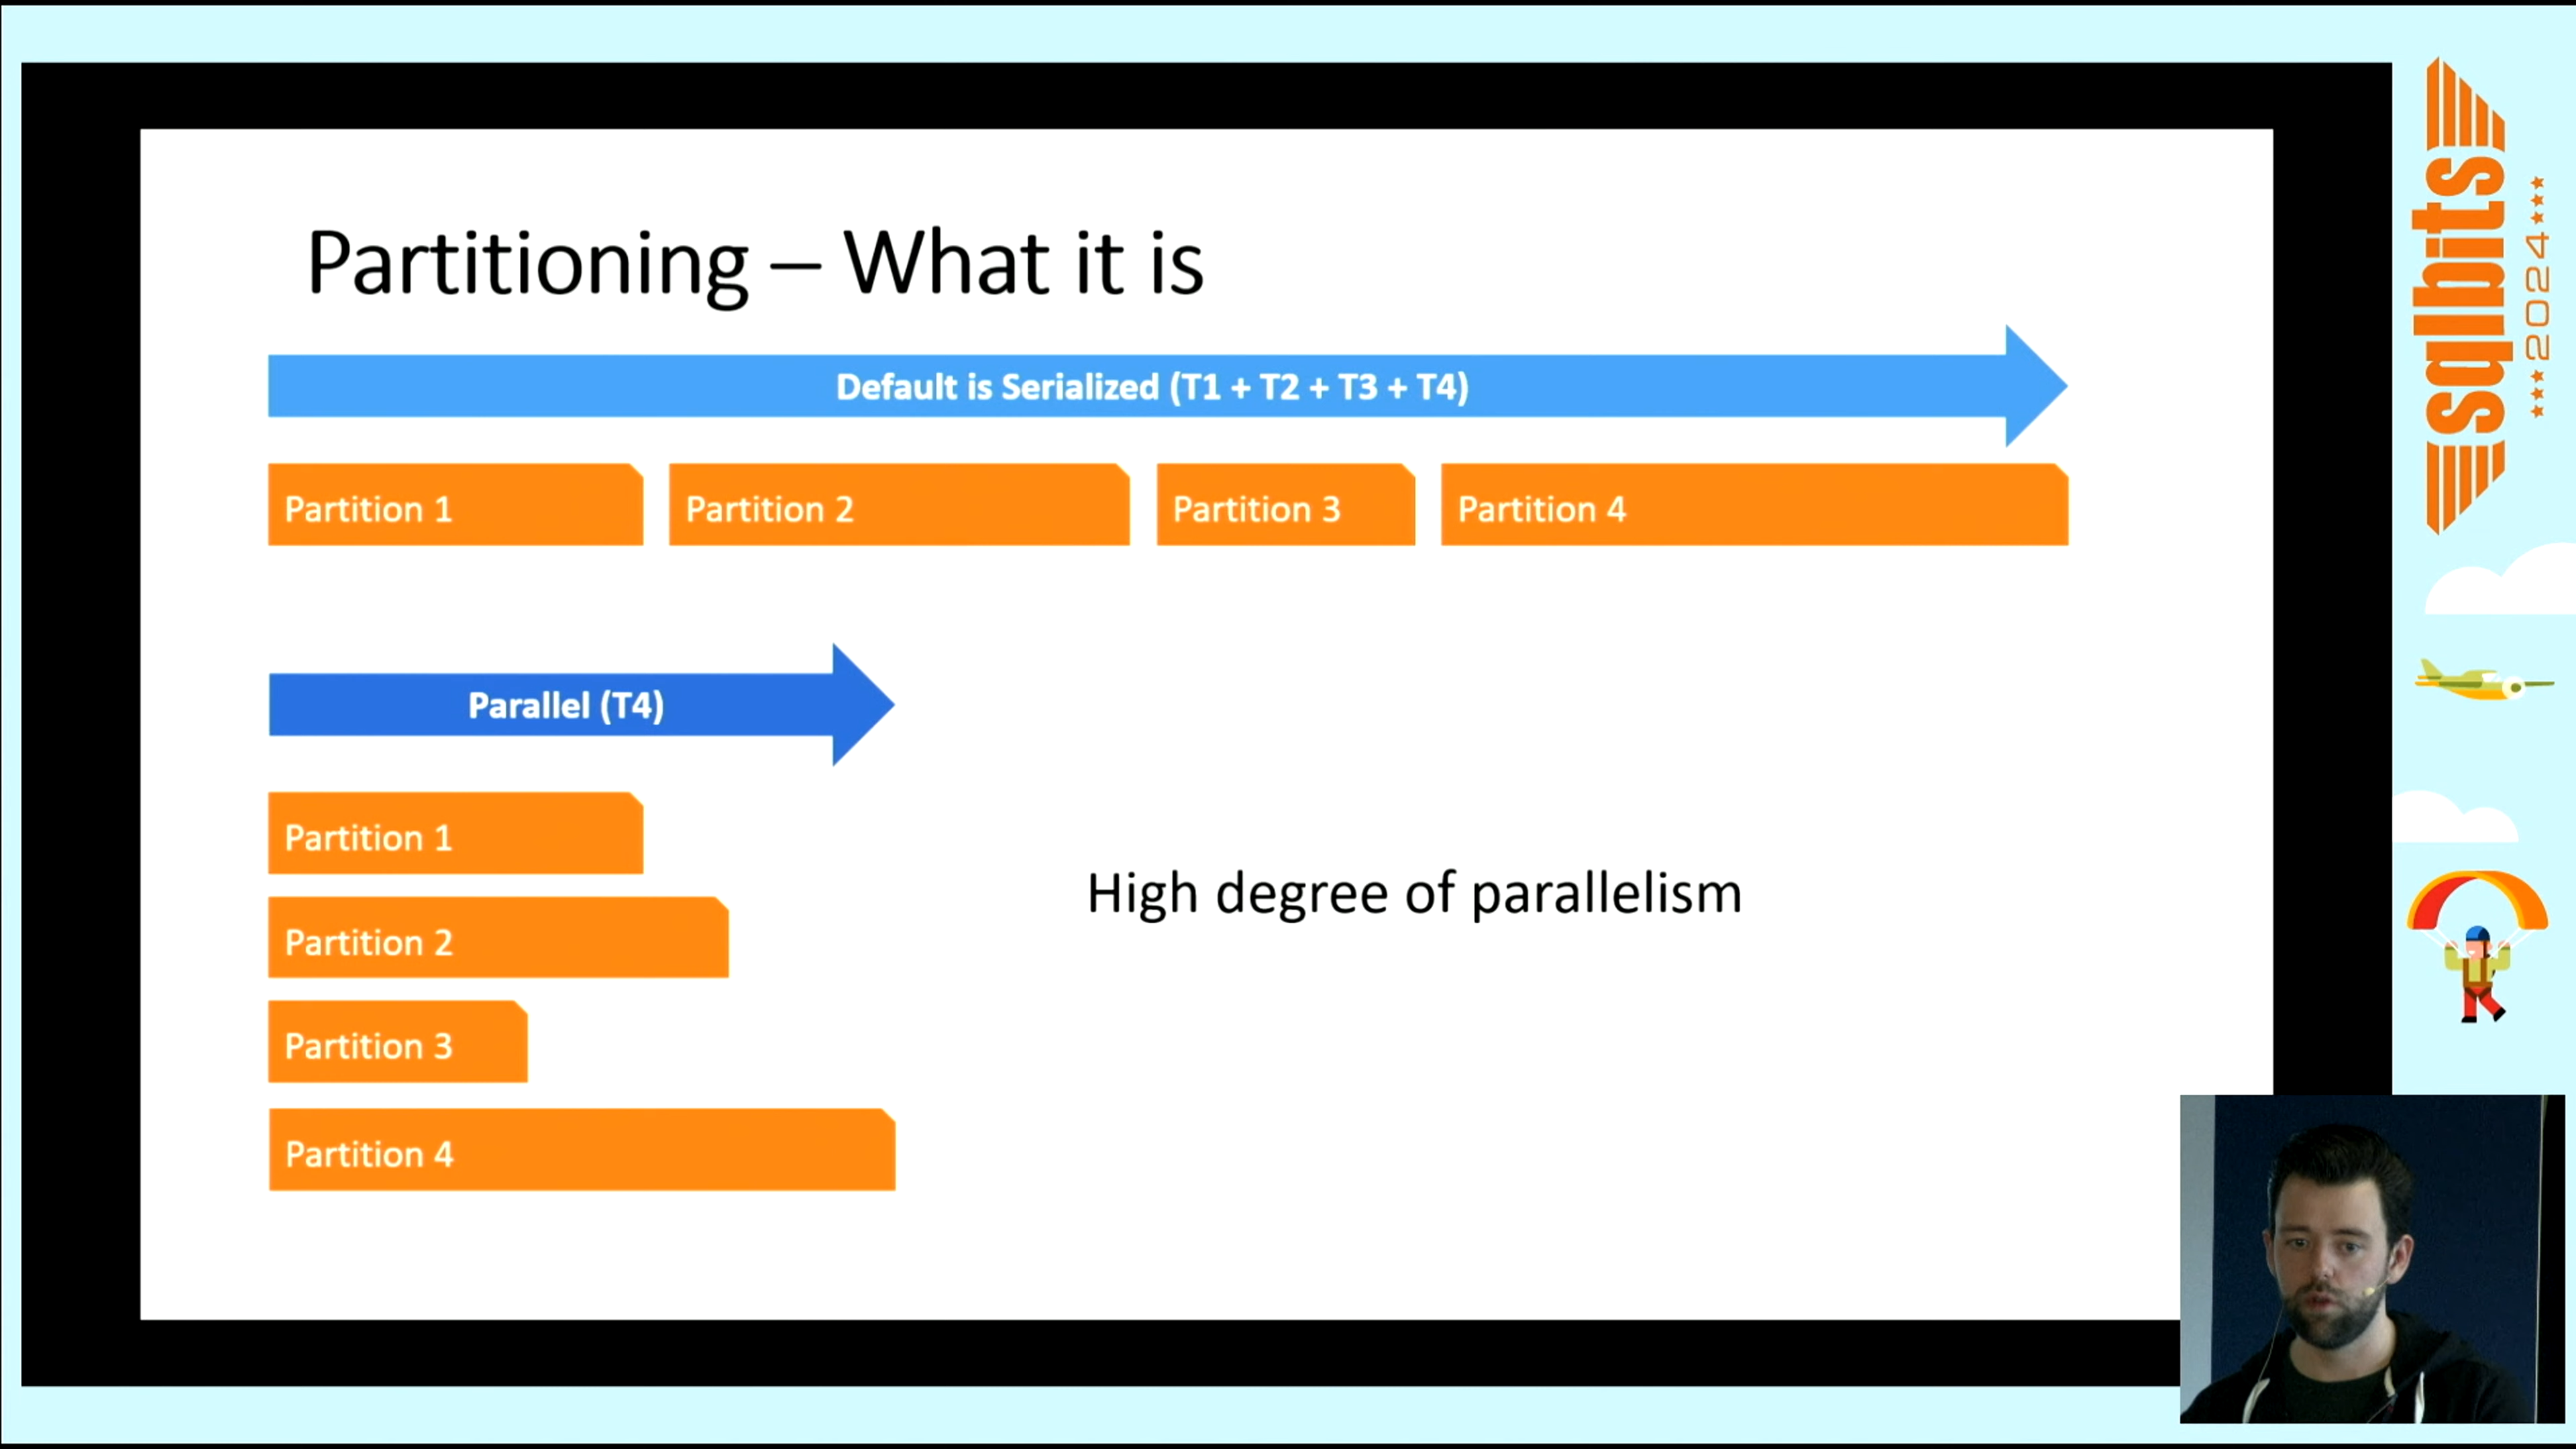 Partitioning – What it is
Default is Serialized (T1 + T2 + T3 + T4)
Partition 1
Partition 2
Partition 3
Partition 4
Parallel (T4)
Partition 1
Partition 2
Partition 3
Partition 4
High degree of parallelism
sqlbits
2024